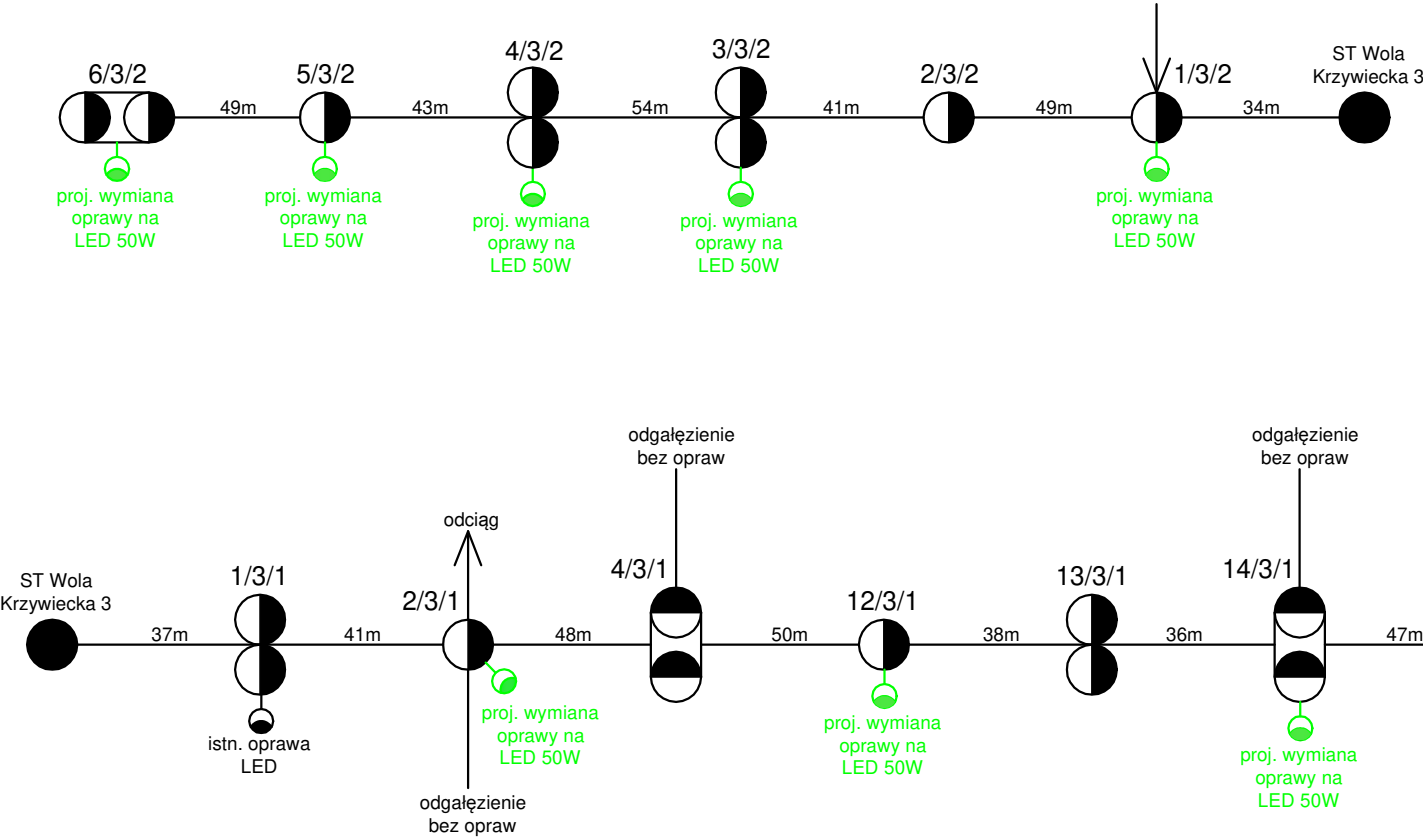 6/3/2
5/3/2
4/3/2
3/3/2
2/3/2
1/3/2
ST Wola
Krzywiecka 3
49m
43m
54m
41m
49m
34m
proj. wymiana
oprawy na
LED 50W
proj. wymiana
oprawy na
LED 50W
proj. wymiana
oprawy na
LED 50W
proj. wymiana
oprawy na
LED 50W
proj. wymiana
oprawy na
LED 50W
odgałęzienie
bez opraw
odgałęzienie
bez opraw
odciąg
ST Wola
Krzywiecka 3
1/3/1
2/3/1
4/3/1
12/3/1
13/3/1
14/3/1
37m
41m
48m
50m
38m
36m
47m
istn. oprawa
LED
proj. wymiana
oprawy na
LED 50W
proj. wymiana
oprawy na
LED 50W
proj. wymiana
oprawy na
LED 50W
odgałęzienie
bez opraw